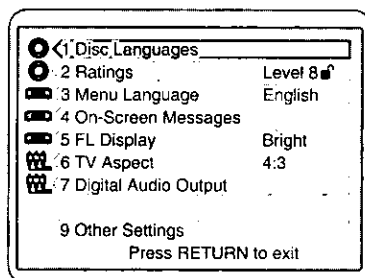 1 Disc Languages
2 Ratings Level 8
3 Menu Language English
4 On-Screen Messages
5 FL Display Bright
6 TV Aspect 4:3
7 Digital Audio Output
9 Other Settings
Press RETURN to exit